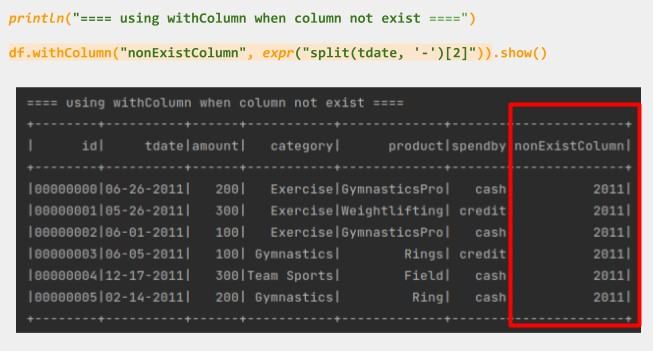 println("==== using withColumn when column not exist ====")
df.withColumn("nonExistColumn", expr("split(tdate, '-')[2]")).show()
==== using withColumn when column not exist ====
+--------+----------+------+-----------+-------------+-------+--------------+
|      id|     tdate|amount|   category|      product|spendby|nonExistColumn|
+--------+----------+------+-----------+-------------+-------+--------------+
|00000000|06-26-2011|   200|   Exercise|GymnasticsPro|   cash|          2011|
|00000001|05-26-2011|   300|   Exercise|Weightlifting| credit|          2011|
|00000002|06-01-2011|   100|   Exercise|GymnasticsPro|   cash|          2011|
|00000003|06-05-2011|   100| Gymnastics|        Rings| credit|          2011|
|00000004|12-17-2011|   300|Team Sports|        Field|   cash|          2011|
|00000005|02-14-2011|   200| Gymnastics|         Ring|   cash|          2011|
+--------+----------+------+-----------+-------------+-------+--------------+